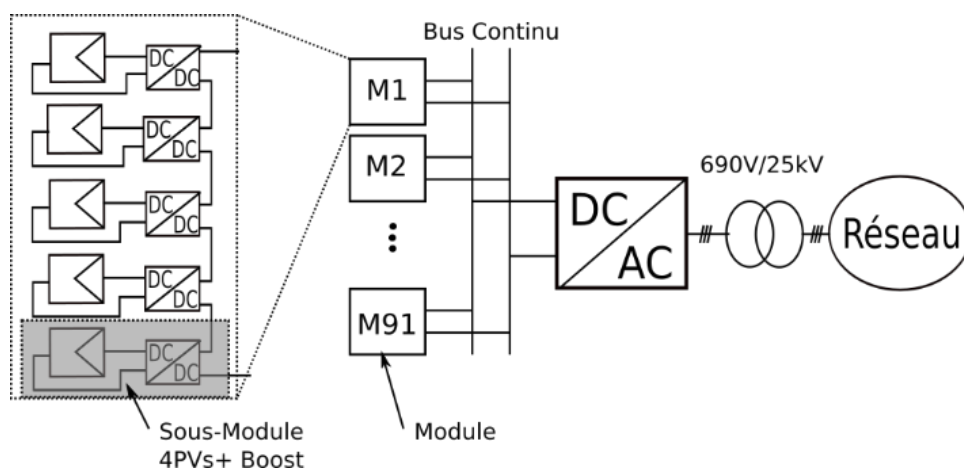 Bus Continu
DC
DC
DC
DC
DC
DC
DC
DC
DC
DC
M1
M2
M91
690V/25kV
DC
AC
Réseau
Sous-Module
4PVs+ Boost
Module